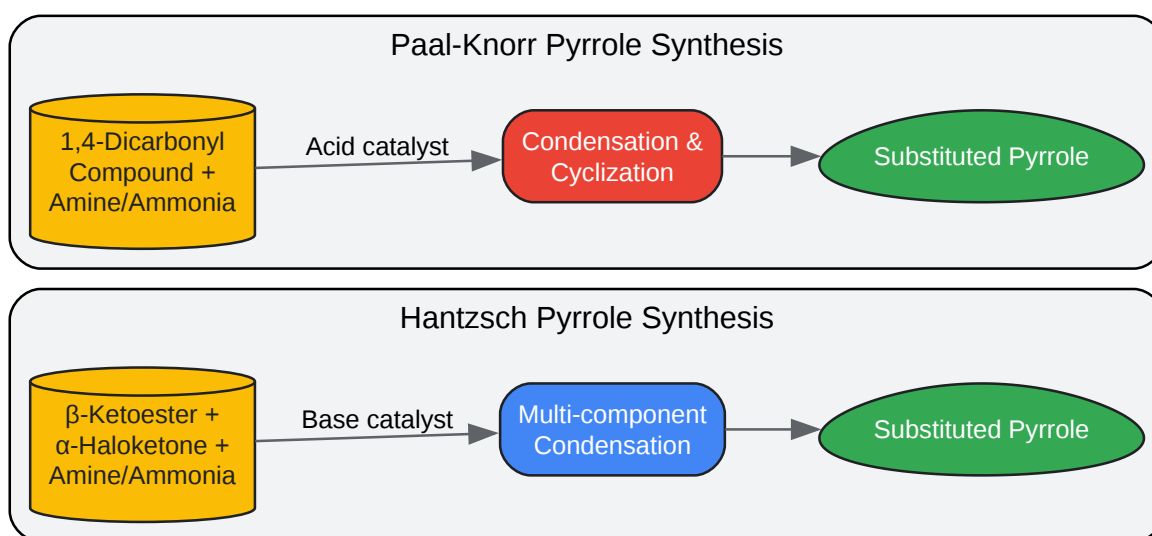 Paal-Knorr Pyrrole Synthesis
1,4-Dicarbonyl
Compound +
Amine/Ammonia
Acid catalyst
Condensation &
Cyclization
Substituted Pyrrole
Hantzsch Pyrrole Synthesis
β-Ketoester +
α-Haloketone +
Amine/Ammonia
Base catalyst
Multi-component
Condensation
Substituted Pyrrole